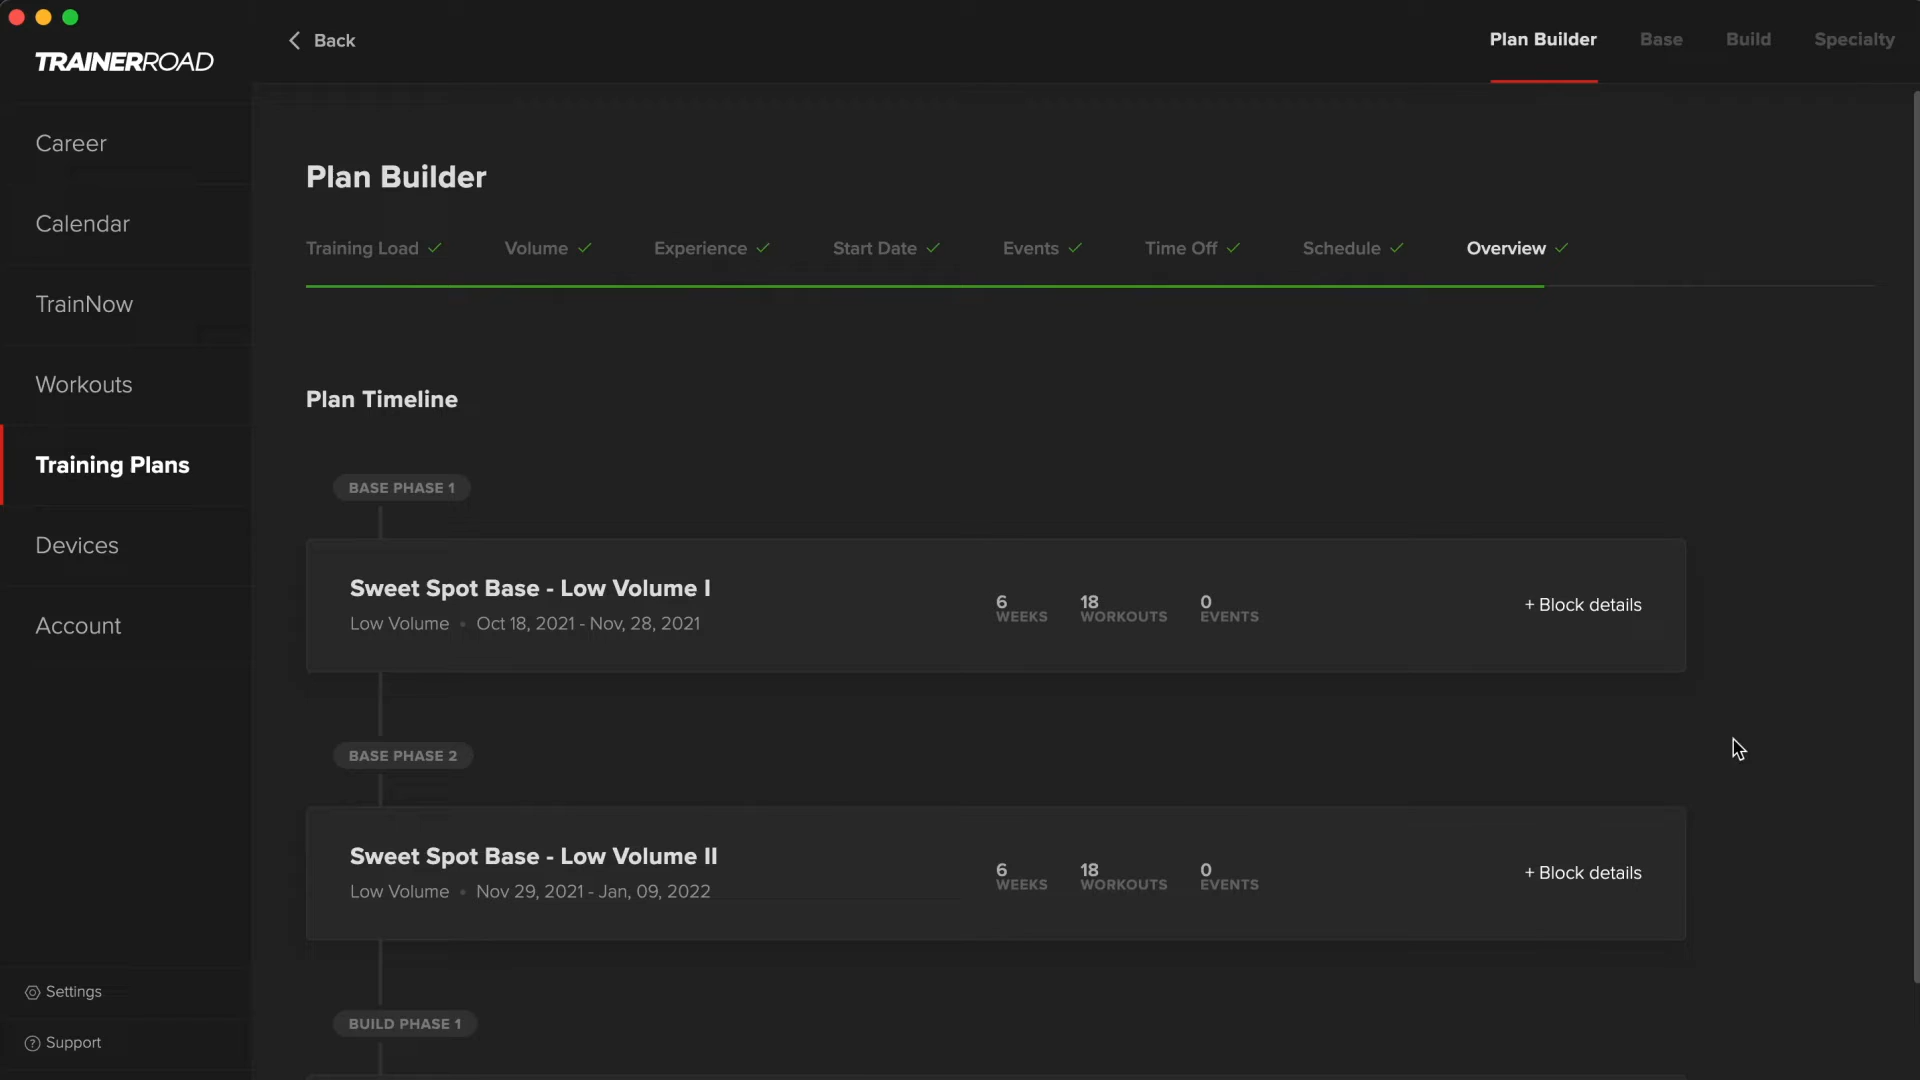 Back
Plan Builder
Base
Build
Specialty
TRAINERROAD
Career
Calendar
TrainNow
Workouts
Training Plans
Devices
Account
Settings
Support
Plan Builder
Training Load
Volume
Experience
Start Date
Events
Time Off
Schedule
Overview
Plan Timeline
BASE PHASE 1
Sweet Spot Base - Low Volume I
Low Volume • Oct 18, 2021 - Nov, 28, 2021
6 WEEKS
18 WORKOUTS
0 EVENTS
+ Block details
BASE PHASE 2
Sweet Spot Base - Low Volume II
Low Volume • Nov 29, 2021 - Jan, 09, 2022
6 WEEKS
18 WORKOUTS
0 EVENTS
+ Block details
BUILD PHASE 1